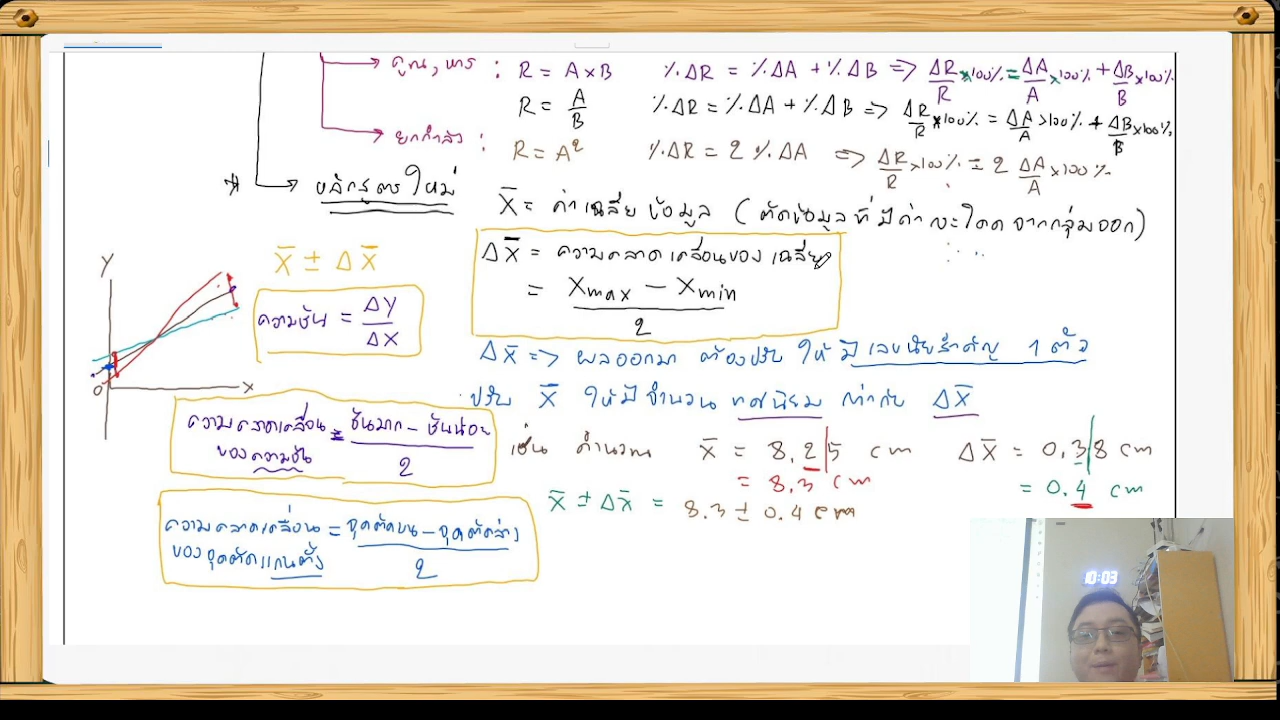 คูณ, หาร : R = A × B %ΔR = %ΔA + %ΔB => ΔR/R ×100% = ΔA/A ×100% + ΔB/B ×100%
R = A/B %ΔR = %ΔA + %ΔB => ΔR/R ×100% = ΔA/A ×100% + ΔB/B ×100%
ยกกำลัง : R = A² %ΔR = 2 %ΔA => ΔR/R ×100% = 2 ΔA/A ×100%
หลักสูตรใหม่
X̄ = ค่าเฉลี่ยข้อมูล (ตัดข้อมูลที่มีค่ากระโดดจากกลุ่มออก)
X̄ ± ΔX̄
ΔX̄ = ความคลาดเคลื่อนของเฉลี่ย
= (Xmax − Xmin)/2
Y
X
O
ความชัน = ΔY/ΔX
ΔX̄ => ผลออกมา ต้องปรับ ให้มีเลขนัยสำคัญ 1 ตัว
ปรับ X̄ ให้มีจำนวนทศนิยม เท่ากับ ΔX̄
ความคลาดเคลื่อนของความชัน = (ชันมาก − ชันน้อย)/2
เช่น คำนวณ X̄ = 8.25 cm ΔX̄ = 0.38 cm
= 8.3 cm = 0.4 cm
X̄ ± ΔX̄ = 8.3 ± 0.4 cm
ความคลาดเคลื่อนของจุดตัดแกนตั้ง = (จุดตัดบน − จุดตัดล่าง)/2
10:03